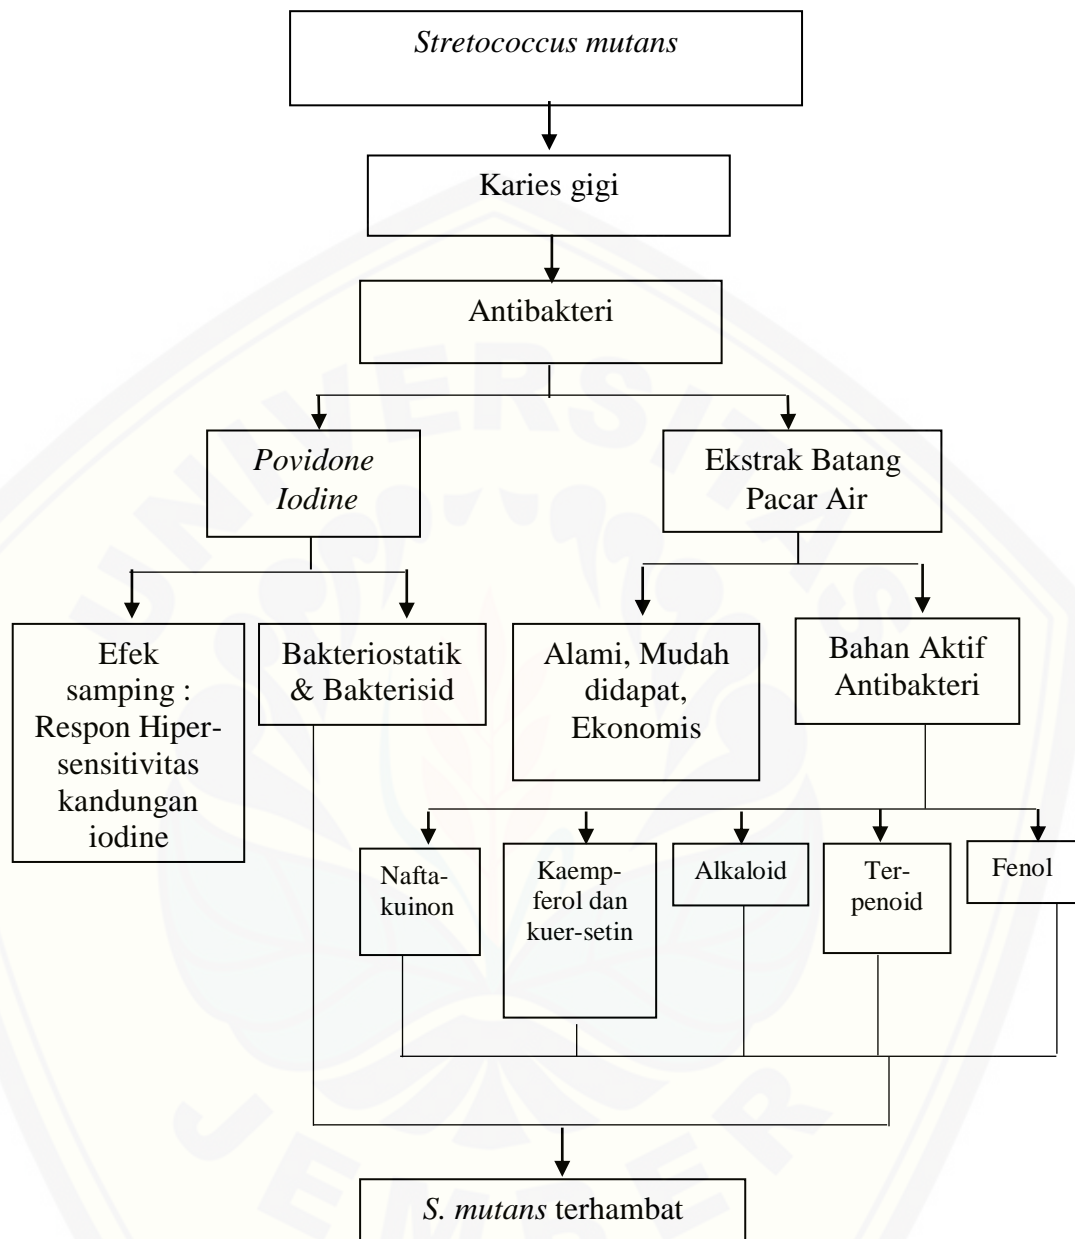 Stretococcus mutans
Karies gigi
Antibakteri
Povidone
Iodine
Ekstrak Batang
Pacar Air
Efek
samping :
Respon Hiper-
sensitivitas
kandungan
iodine
Bakteriostatik
& Bakterisid
Alami, Mudah
didapat,
Ekonomis
Bahan Aktif
Antibakteri
Nafta-
kuinon
Kaemp-
ferol dan
kuer-setin
Alkaloid
Ter-
penoid
Fenol
S. mutans terhambat
UNIVERSITAS
JEMBER